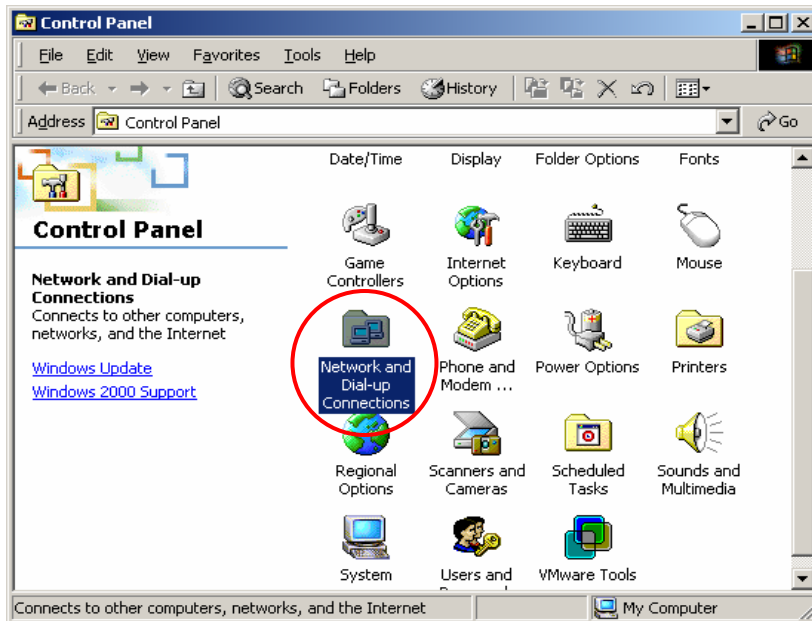 Control Panel
File Edit View Favorites Tools Help
Back Search Folders History
Address Control Panel Go
Control Panel
Network and Dial-up
Connections
Connects to other computers,
networks, and the Internet
Windows Update
Windows 2000 Support
Date/Time Display Folder Options Fonts
Game
Controllers
Internet
Options
Keyboard
Mouse
Network and
Dial-up
Connections
Phone and
Modem ...
Power Options
Printers
Regional
Options
Scanners and
Cameras
Scheduled
Tasks
Sounds and
Multimedia
System
Users and
VMware Tools
Connects to other computers, networks, and the Internet My Computer